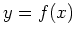 y = f(x)